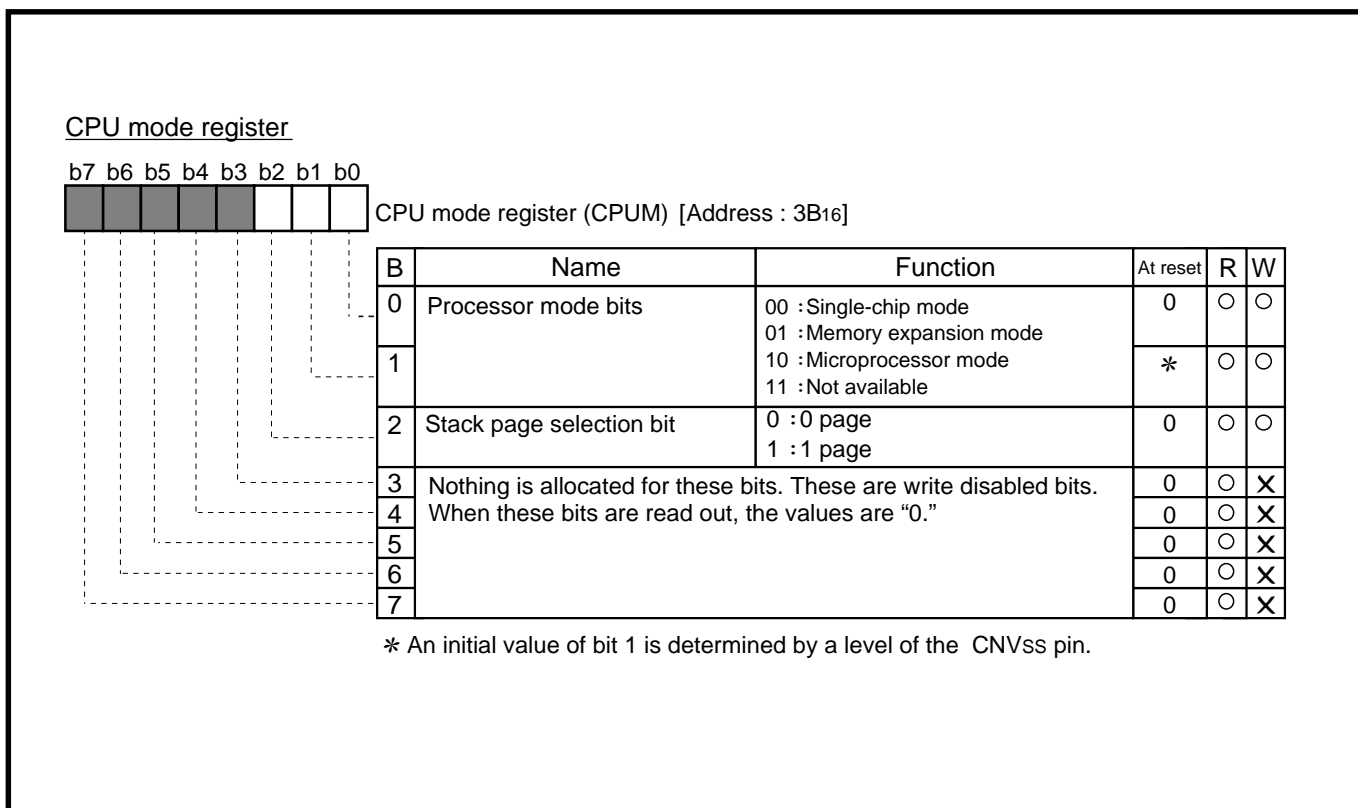 CPU mode register
b7 b6 b5 b4 b3 b2 b1 b0
CPU mode register (CPUM) [Address : 3B16]
B Name Function At reset R W
0 Processor mode bits 00 : Single-chip mode 0 ○ ○
01 : Memory expansion mode
1 10 : Microprocessor mode * ○ ○
11 : Not available
2 Stack page selection bit 0 : 0 page 0 ○ ○
1 : 1 page
3 Nothing is allocated for these bits. These are write disabled bits. 0 ○ ×
4 When these bits are read out, the values are “0.” 0 ○ ×
5 0 ○ ×
6 0 ○ ×
7 0 ○ ×
* An initial value of bit 1 is determined by a level of the CNVSS pin.